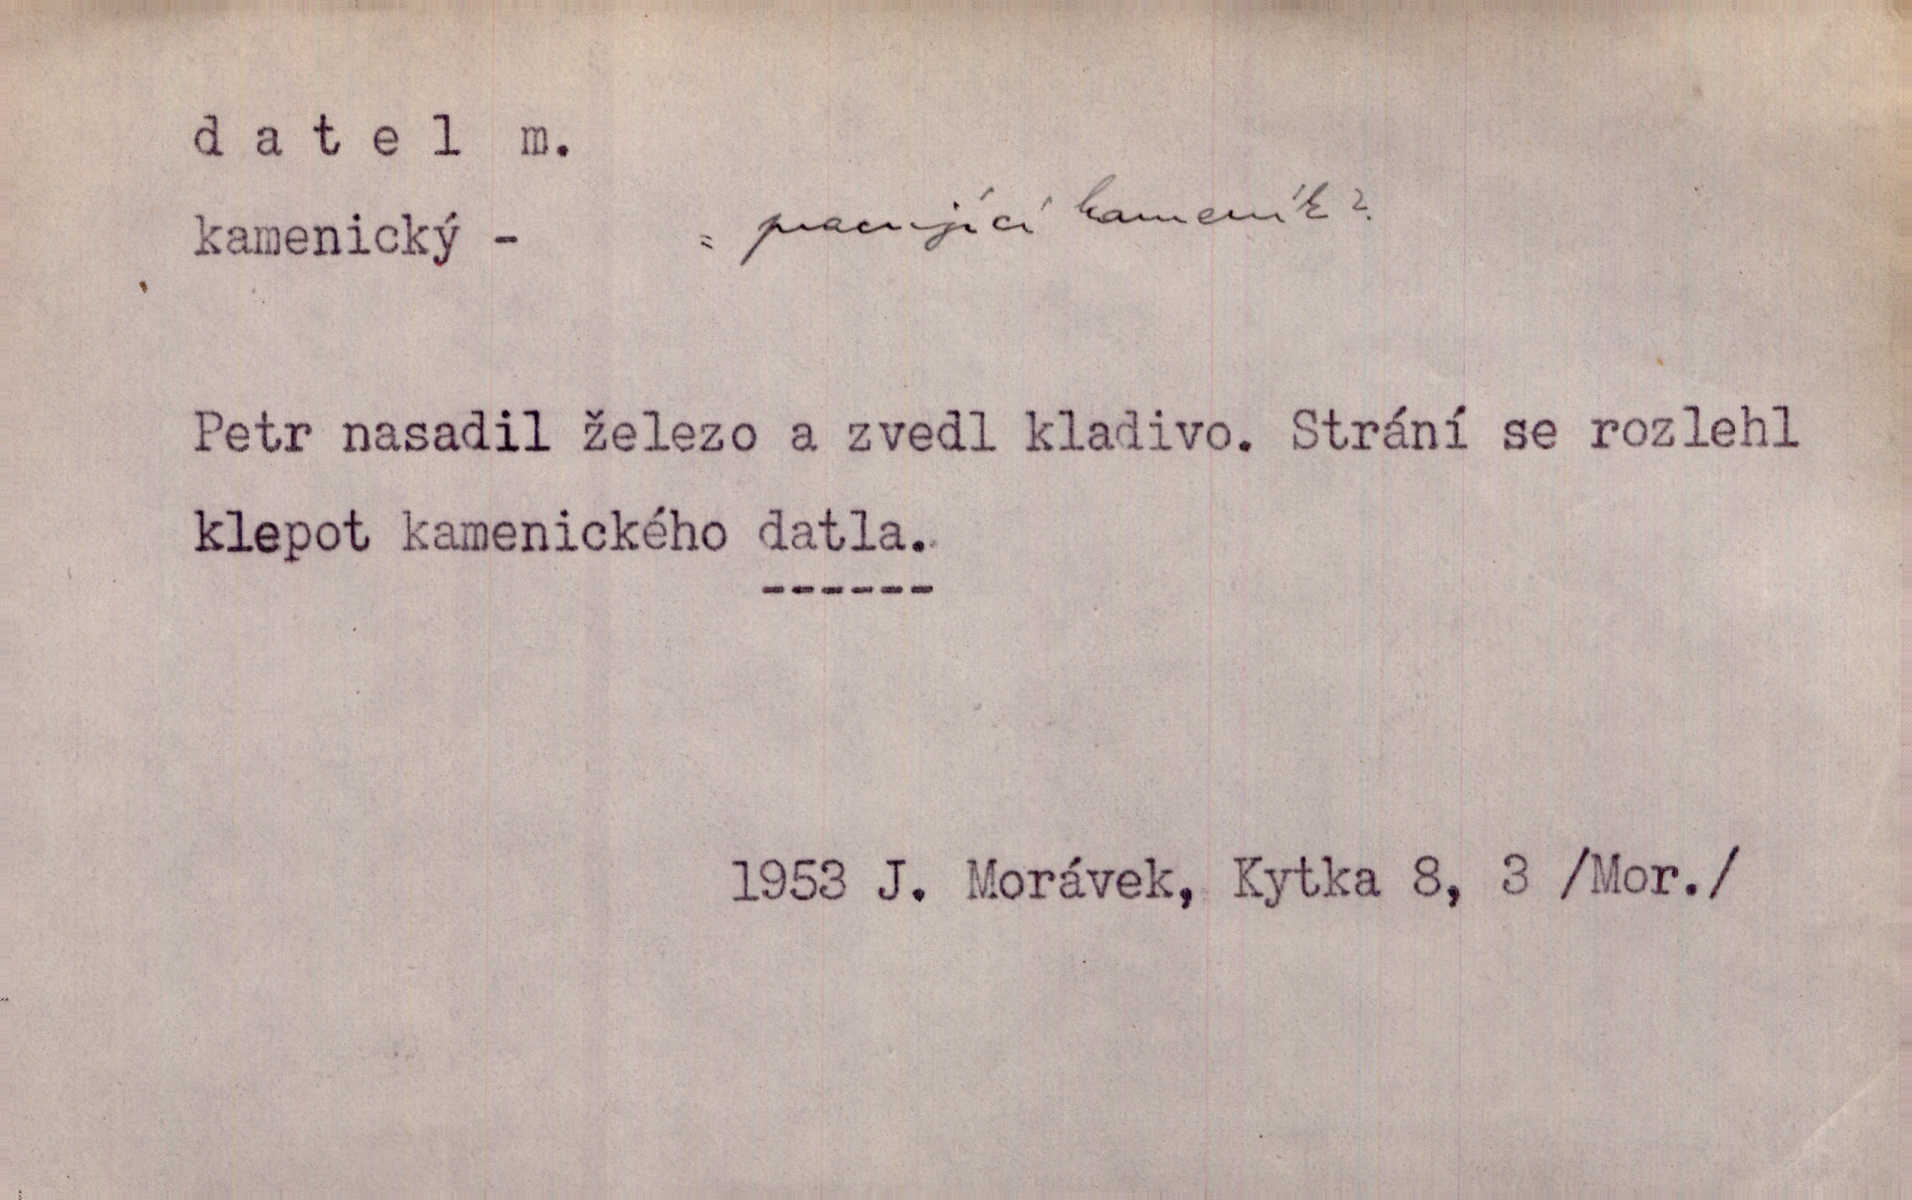 d a t e l  m.
kamenický -  = pracující kameník?
Petr nasadil železo a zvedl kladivo. Strání se rozlehl
klepot kamenického datla.
------
1953 J. Morávek, Kytka 8, 3 /Mor./